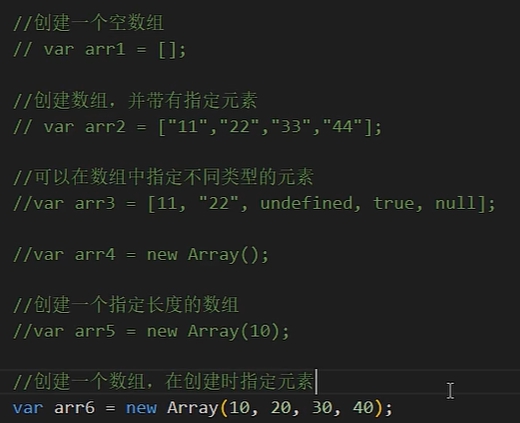 //创建一个空数组
// var arr1 = [];
//创建数组，并带有指定元素
// var arr2 = ["11","22","33","44"];
//可以在数组中指定不同类型的元素
//var arr3 = [11, "22", undefined, true, null];
//var arr4 = new Array();
//创建一个指定长度的数组
//var arr5 = new Array(10);
//创建一个数组，在创建时指定元素
var arr6 = new Array(10, 20, 30, 40);